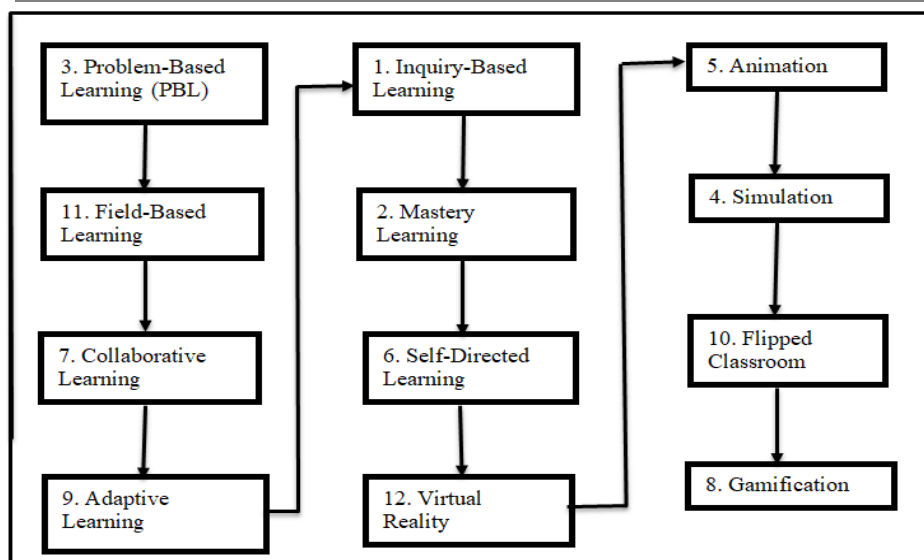 3. Problem-Based
Learning (PBL)
11. Field-Based
Learning
7. Collaborative
Learning
9. Adaptive
Learning
1. Inquiry-Based
Learning
2. Mastery
Learning
6. Self-Directed
Learning
12. Virtual
Reality
5. Animation
4. Simulation
10. Flipped
Classroom
8. Gamification